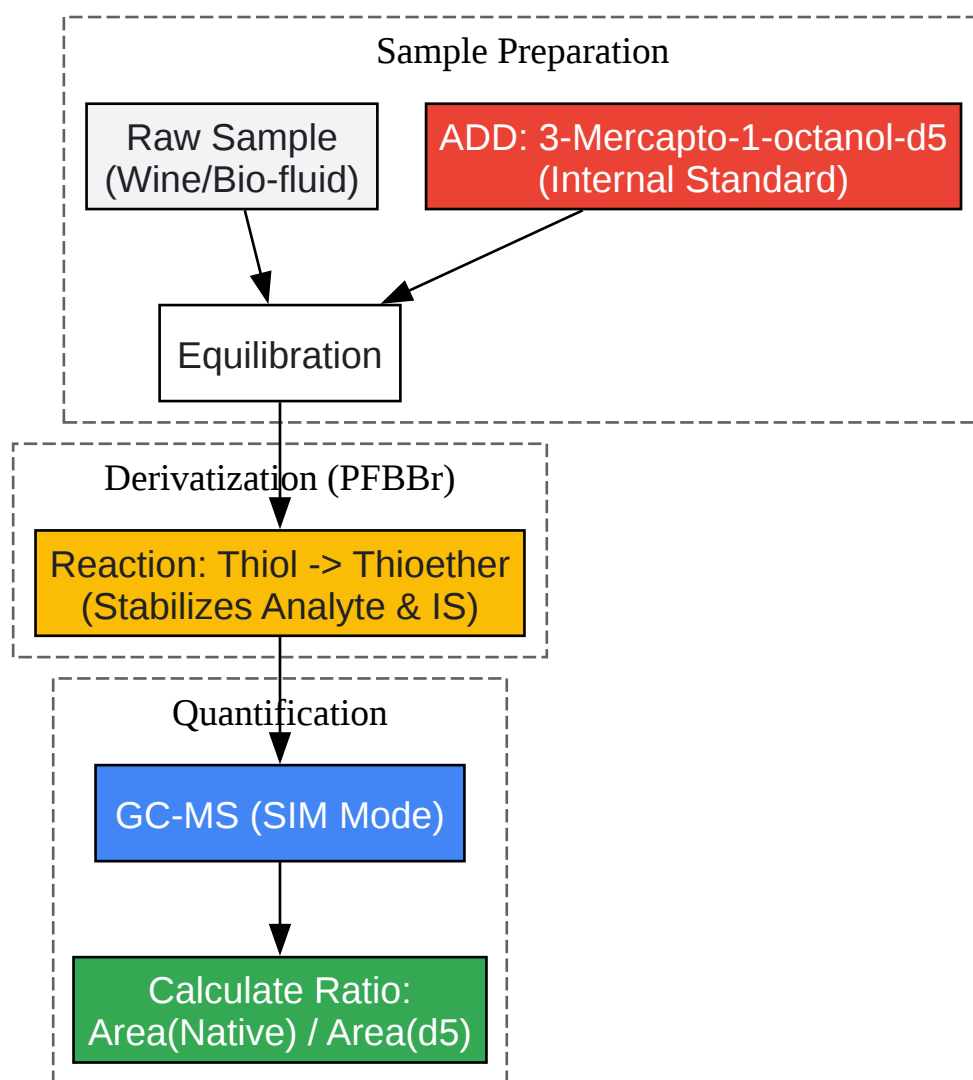 Sample Preparation
Raw Sample
(Wine/Bio-fluid)
ADD: 3-Mercapto-1-octanol-d5
(Internal Standard)
Equilibration
Derivatization (PFBBr)
Reaction: Thiol -> Thioether
(Stabilizes Analyte & IS)
Quantification
GC-MS (SIM Mode)
Calculate Ratio:
Area(Native) / Area(d5)